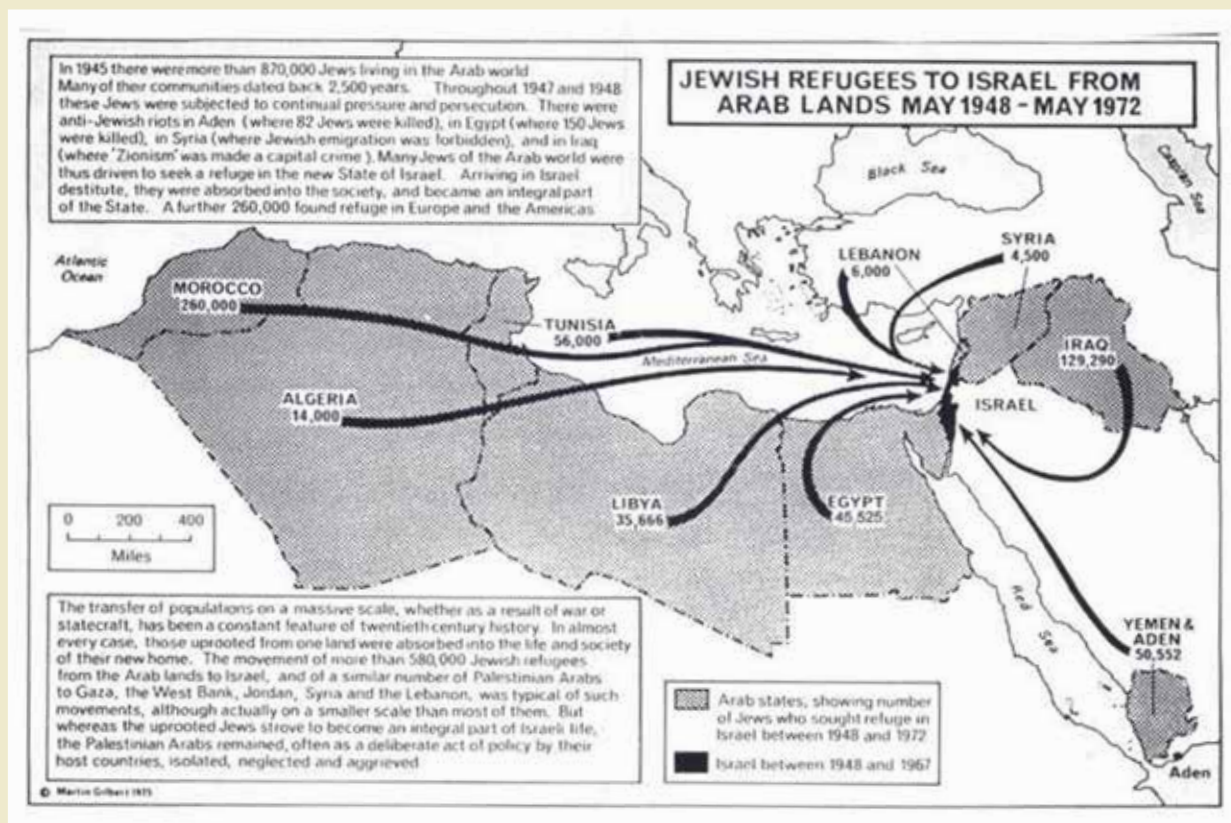 In 1945 there were more than 870,000 Jews living in the Arab world
Many of their communities dated back 2,500 years. Throughout 1947 and 1948
these Jews were subjected to continual pressure and persecution. There were
anti-Jewish riots in Aden (where 82 Jews were killed), in Egypt (where 150 Jews
were killed), in Syria (where Jewish emigration was forbidden), and in Iraq
(where 'Zionism' was made a capital crime). Many Jews of the Arab world were
thus driven to seek a refuge in the new State of Israel. Arriving in Israel
destitute, they were absorbed into the society, and became an integral part
of the State. A further 260,000 found refuge in Europe and the Americas
JEWISH REFUGEES TO ISRAEL FROM
ARAB LANDS MAY 1948 - MAY 1972
Caspian Sea
Black Sea
Atlantic
Ocean
SYRIA
4,500
LEBANON
6,000
MOROCCO
260,000
TUNISIA
56,000
IRAQ
129,290
Mediterranean Sea
ALGERIA
14,000
ISRAEL
LIBYA
35,666
EGYPT
45,525
0 200 400
Miles
Red Sea
YEMEN &
ADEN
50,552
Aden
The transfer of populations on a massive scale, whether as a result of war or
statecraft, has been a constant feature of twentieth century history. In almost
every case, those uprooted from one land were absorbed into the life and society
of their new home. The movement of more than 580,000 Jewish refugees
from the Arab lands to Israel, and of a similar number of Palestinian Arabs
to Gaza, the West Bank, Jordan, Syria and the Lebanon, was typical of such
movements, although actually on a smaller scale than most of them. But
whereas the uprooted Jews strove to become an integral part of Israeli life,
the Palestinian Arabs remained, often as a deliberate act of policy by their
host countries, isolated, neglected and aggrieved
Arab states, showing number
of Jews who sought refuge in
Israel between 1948 and 1972
Israel between 1948 and 1967
© Martin Gilbert 1975